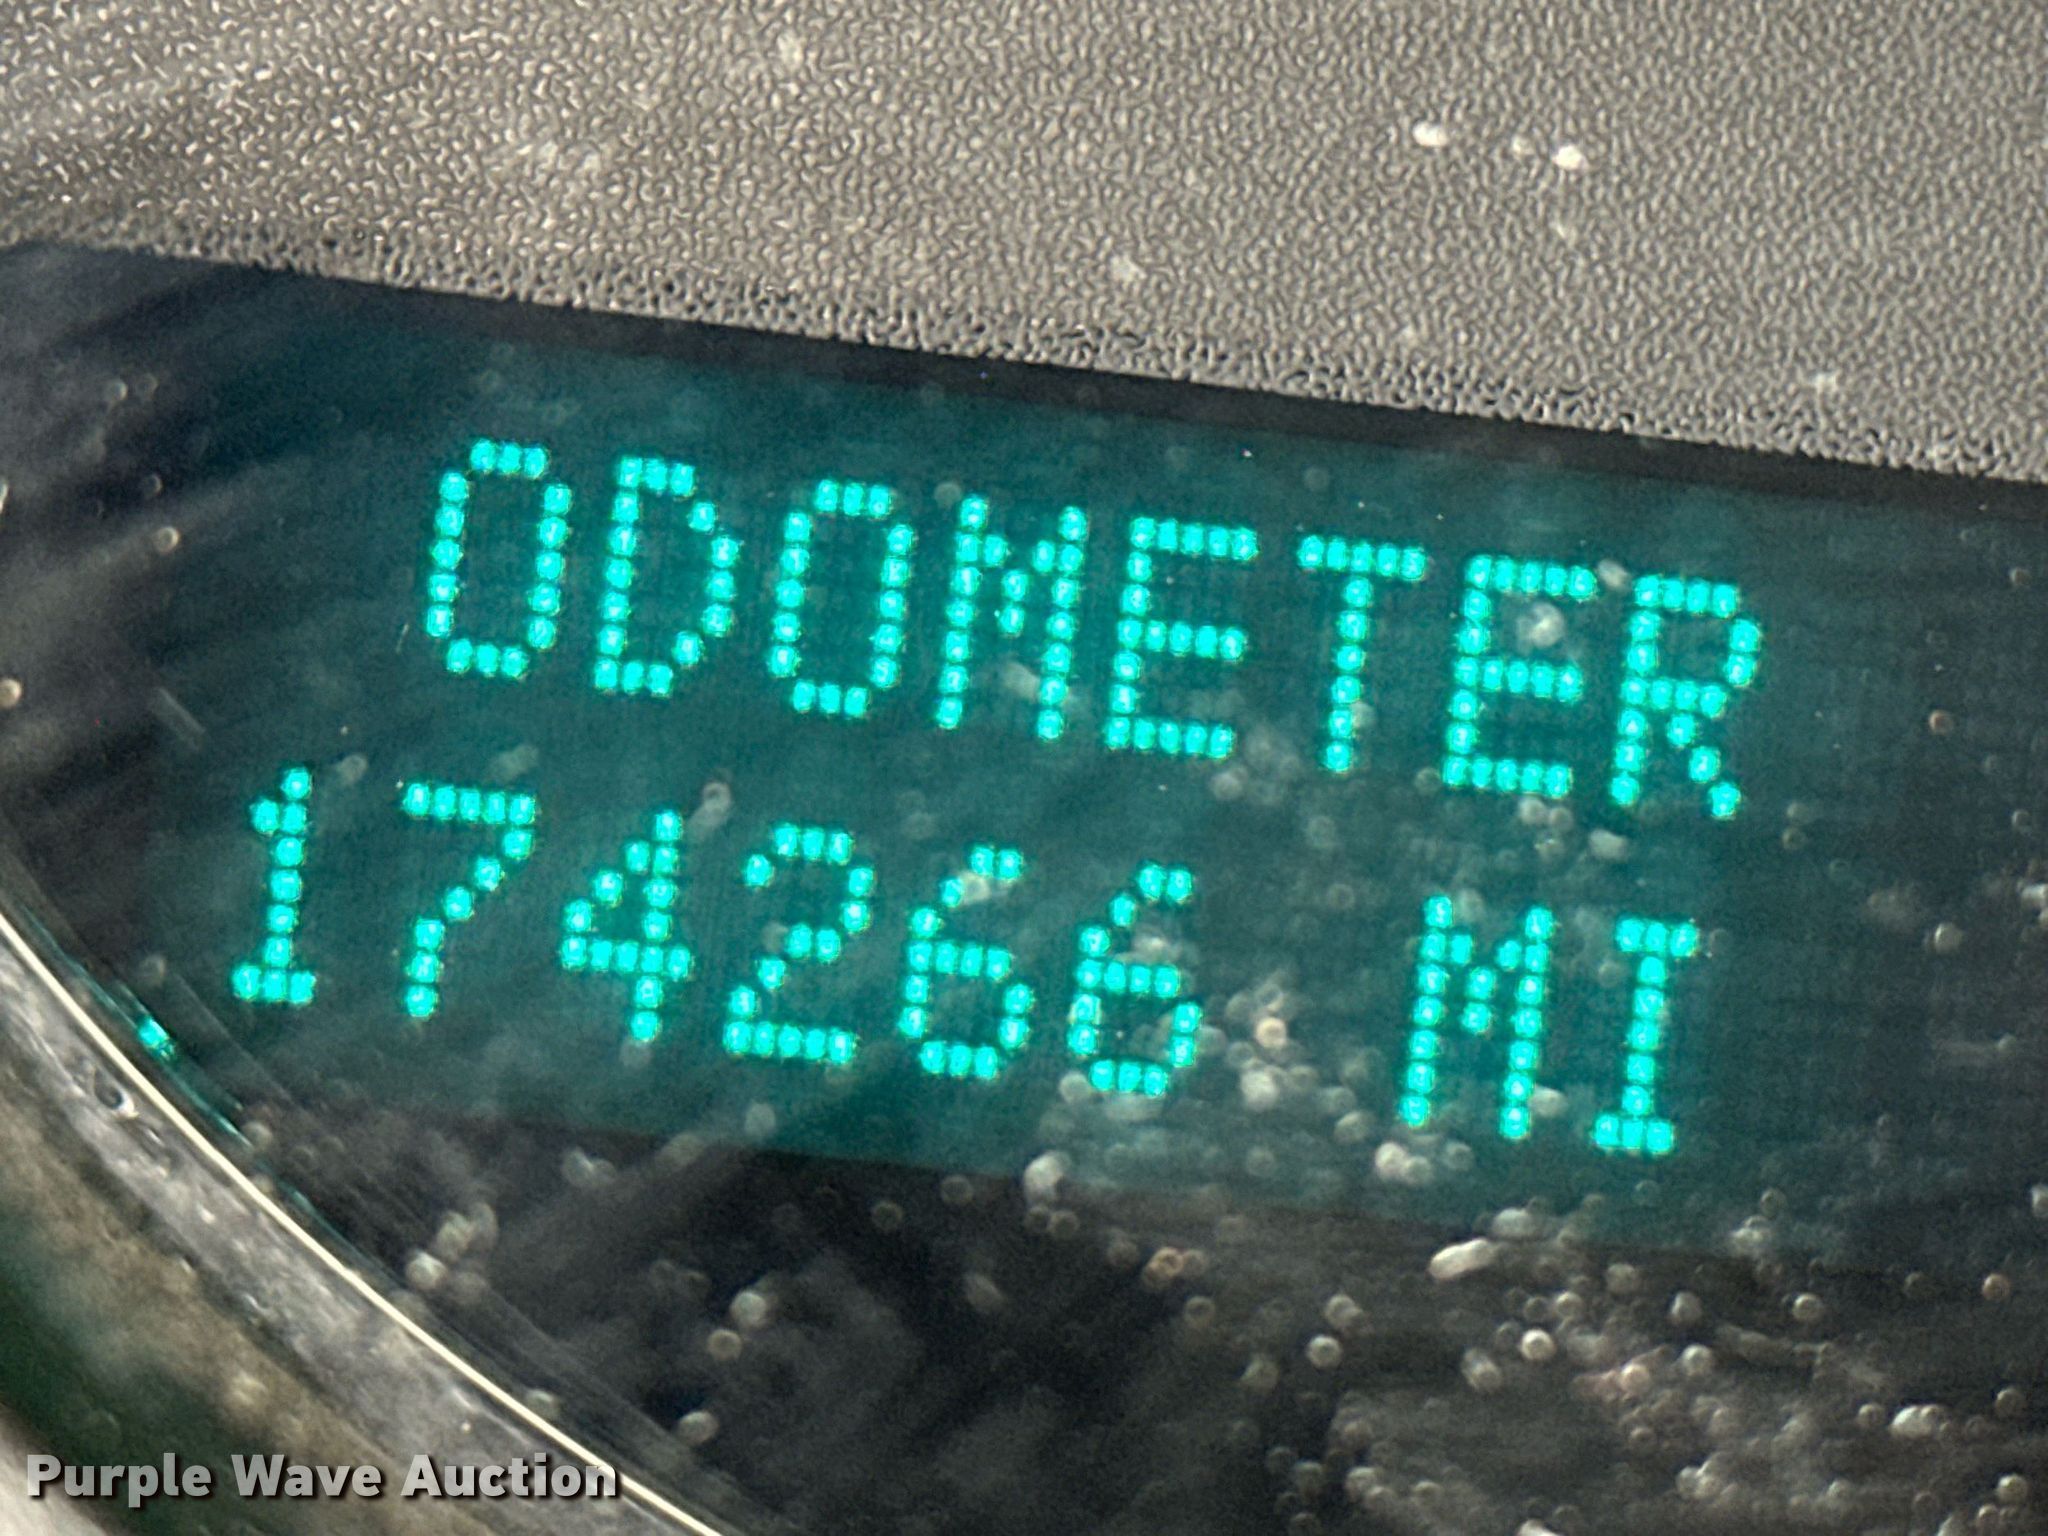 ODOMETER
174266 MI
Purple Wave Auction